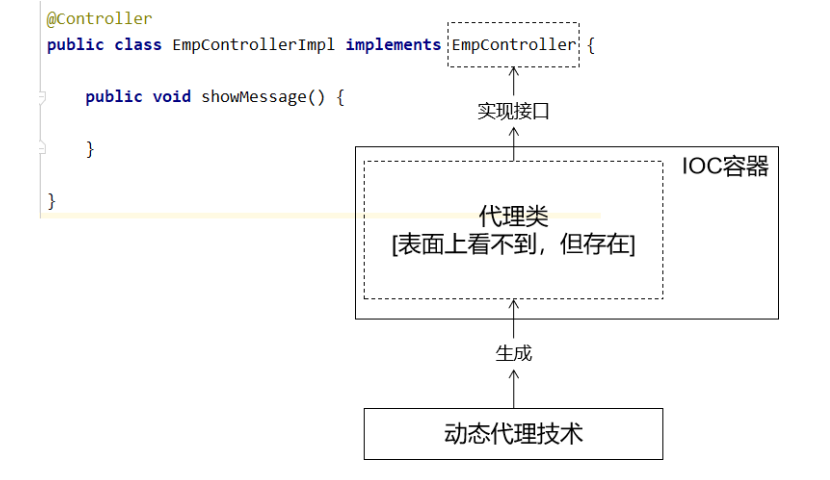 @Controller
public class EmpControllerImpl implements EmpController {
public void showMessage() {
}
}
实现接口
IOC容器
代理类
[表面上看不到，但存在]
生成
动态代理技术